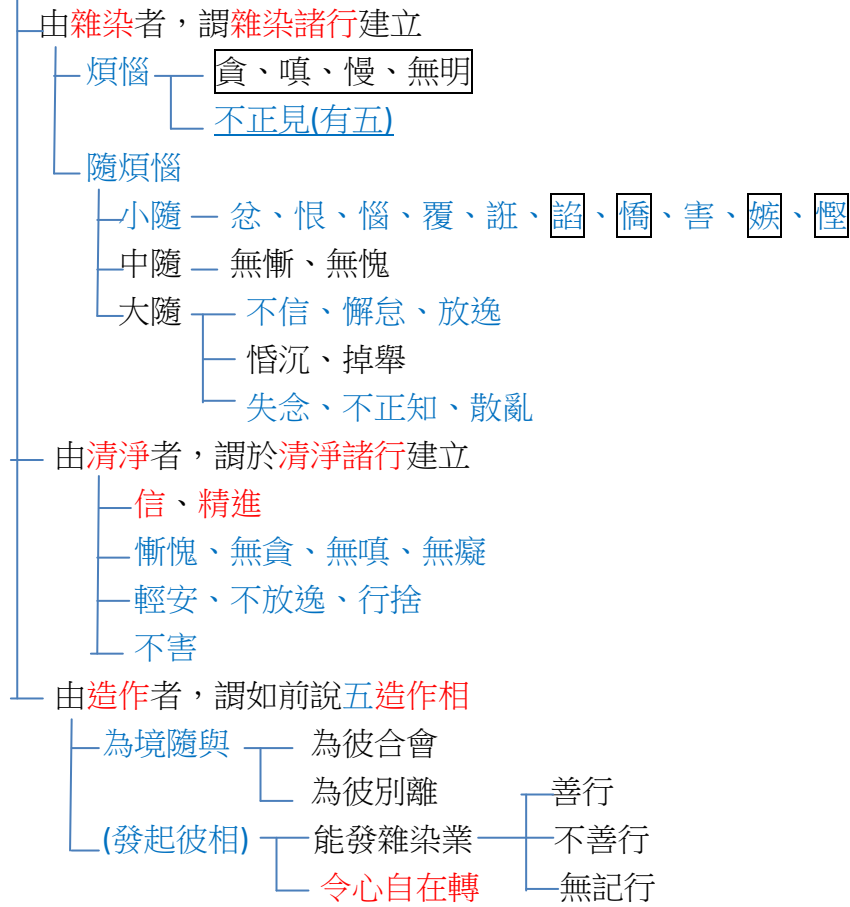 由雜染者，謂雜染諸行建立
煩惱 貪、嗔、慢、無明
不正見(有五)
隨煩惱
小隨 忿、恨、惱、覆、誑、諂、憍、害、嫉、慳
中隨 無慚、無愧
大隨 不信、懈怠、放逸
惛沉、掉舉
失念、不正知、散亂
由清淨者，謂於清淨諸行建立
信、精進
慚愧、無貪、無嗔、無癡
輕安、不放逸、行捨
不害
由造作者，謂如前說五造作相
為境隨與 為彼合會
為彼別離 善行
(發起彼相) 能發雜染業 不善行
令心自在轉 無記行